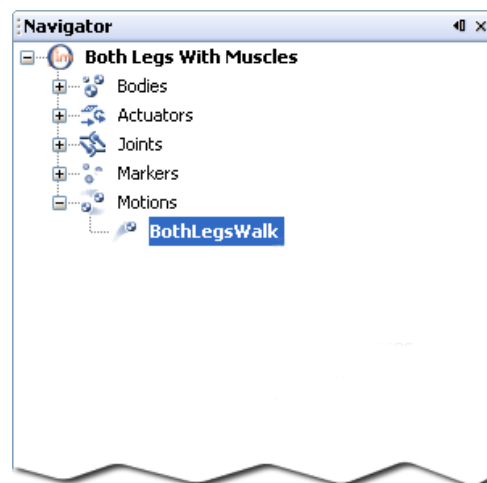 Navigator
Both Legs With Muscles
Bodies
Actuators
Joints
Markers
Motions
BothLegsWalk